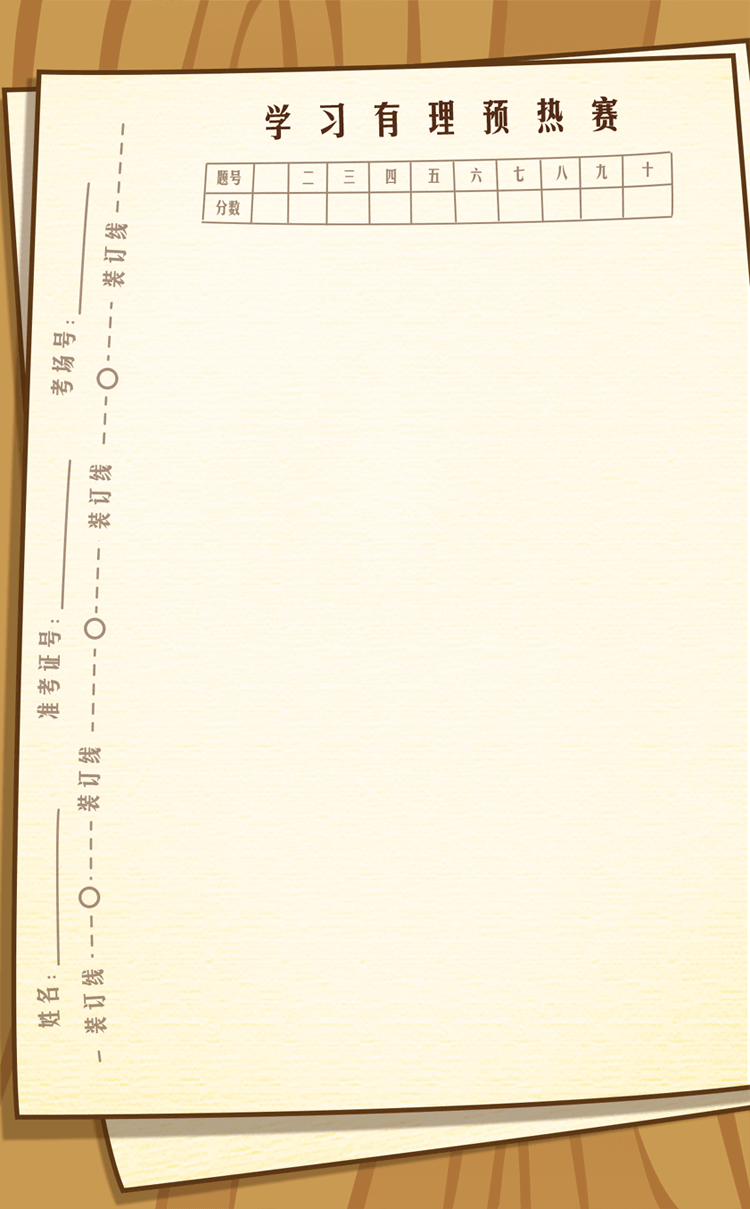 学习有理预热赛
题号 二 三 四 五 六 七 八 九 十
分数
考场号:
准考证号:
姓名:
装订线
装订线
装订线
装订线